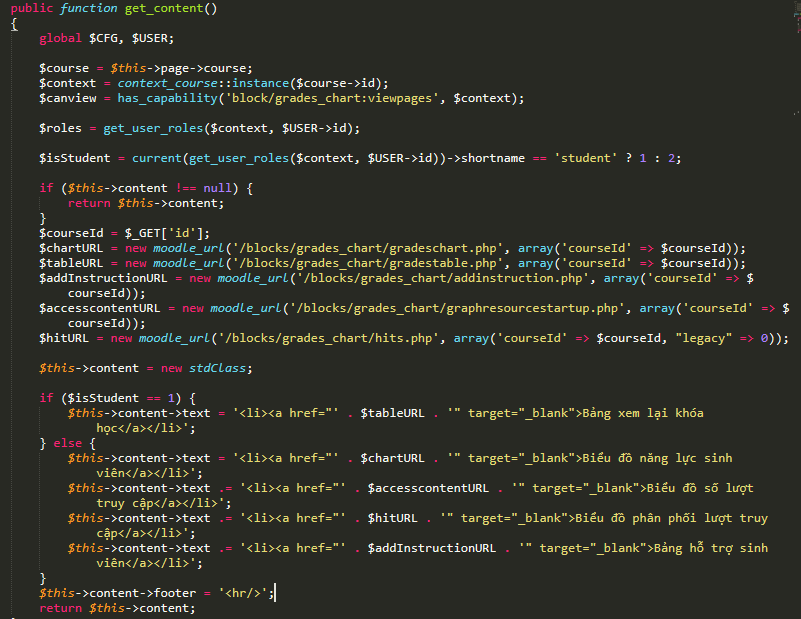 public function get_content()
{
global $CFG, $USER;
$course = $this->page->course;
$context = context_course::instance($course->id);
$canview = has_capability('block/grades_chart:viewpages', $context);
$roles = get_user_roles($context, $USER->id);
$isStudent = current(get_user_roles($context, $USER->id))->shortname == 'student' ? 1 : 2;
if ($this->content !== null) {
return $this->content;
}
$courseId = $_GET['id'];
$chartURL = new moodle_url('/blocks/grades_chart/gradeschart.php', array('courseId' => $courseId));
$tableURL = new moodle_url('/blocks/grades_chart/gradestable.php', array('courseId' => $courseId));
$addInstructionURL = new moodle_url('/blocks/grades_chart/addinstruction.php', array('courseId' => $
courseId));
$accesscontentURL = new moodle_url('/blocks/grades_chart/graphresourcestartup.php', array('courseId' => $
courseId));
$hitURL = new moodle_url('/blocks/grades_chart/hits.php', array('courseId' => $courseId, "legacy" => 0));
$this->content = new stdClass;
if ($isStudent == 1) {
$this->content->text = '<li><a href="' . $tableURL . '" target="_blank">Bảng xem lại khóa
học</a></li>';
} else {
$this->content->text = '<li><a href="' . $chartURL . '" target="_blank">Biểu đồ năng lực sinh
viên</a></li>';
$this->content->text .= '<li><a href="' . $accesscontentURL . '" target="_blank">Biểu đồ số lượt
truy cập</a></li>';
$this->content->text .= '<li><a href="' . $hitURL . '" target="_blank">Biểu đồ phân phối lượt truy
cập</a></li>';
$this->content->text .= '<li><a href="' . $addInstructionURL . '" target="_blank">Bảng hỗ trợ sinh
viên</a></li>';
}
$this->content->footer = '<hr/>';
return $this->content;